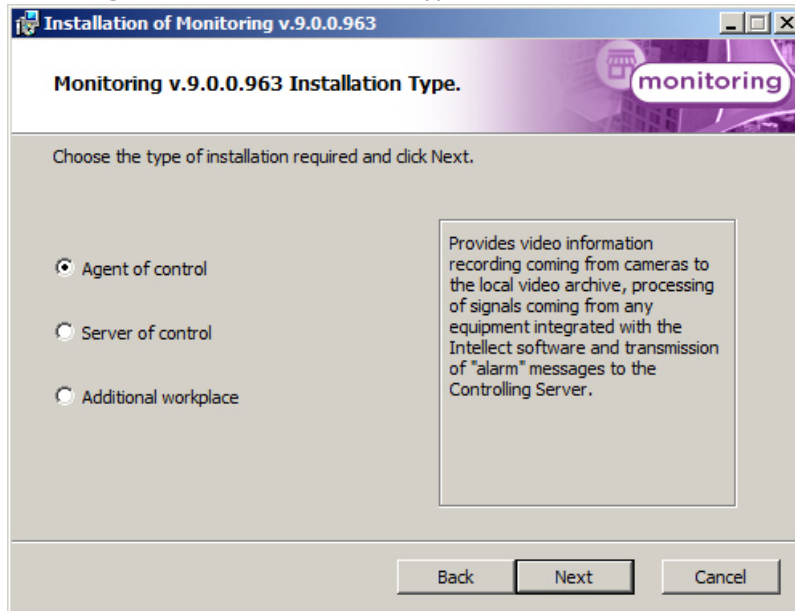 Installation of Monitoring v.9.0.0.963
Monitoring v.9.0.0.963 Installation Type.
monitoring
Choose the type of installation required and click Next.
Agent of control
Server of control
Additional workplace
Provides video information
recording coming from cameras to
the local video archive, processing
of signals coming from any
equipment integrated with the
Intellect software and transmission
of "alarm" messages to the
Controlling Server.
Back
Next
Cancel